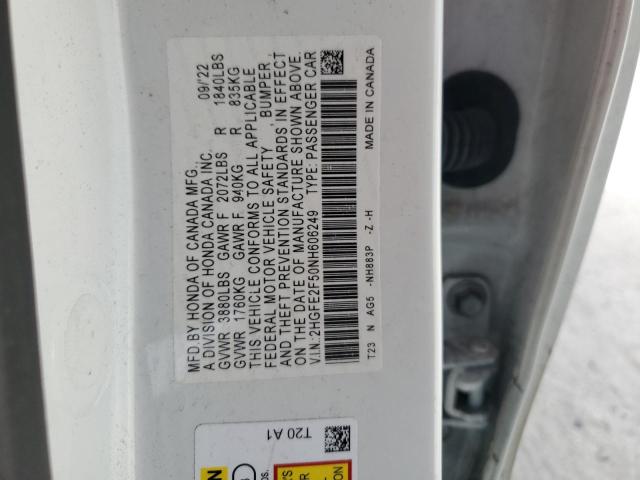 MFD.BY HONDA OF CANADA MFG., 09/'22
A DIVISION OF HONDA CANADA INC.
GVWR 3880LBS GAWR F 2072LBS R 1840LBS
GVWR 1760KG GAWR F 940KG R 835KG
THIS VEHICLE CONFORMS TO ALL APPLICABLE
FEDERAL MOTOR VEHICLE SAFETY , BUMPER,
AND THEFT PREVENTION STANDARDS IN EFFECT
ON THE DATE OF MANUFACTURE SHOWN ABOVE.
V.I.N.:2HGFE2F50NH606249 TYPE: PASSENGER CAR
T23 N AG5 -NH883P -Z -H MADE IN CANADA
T20 A1